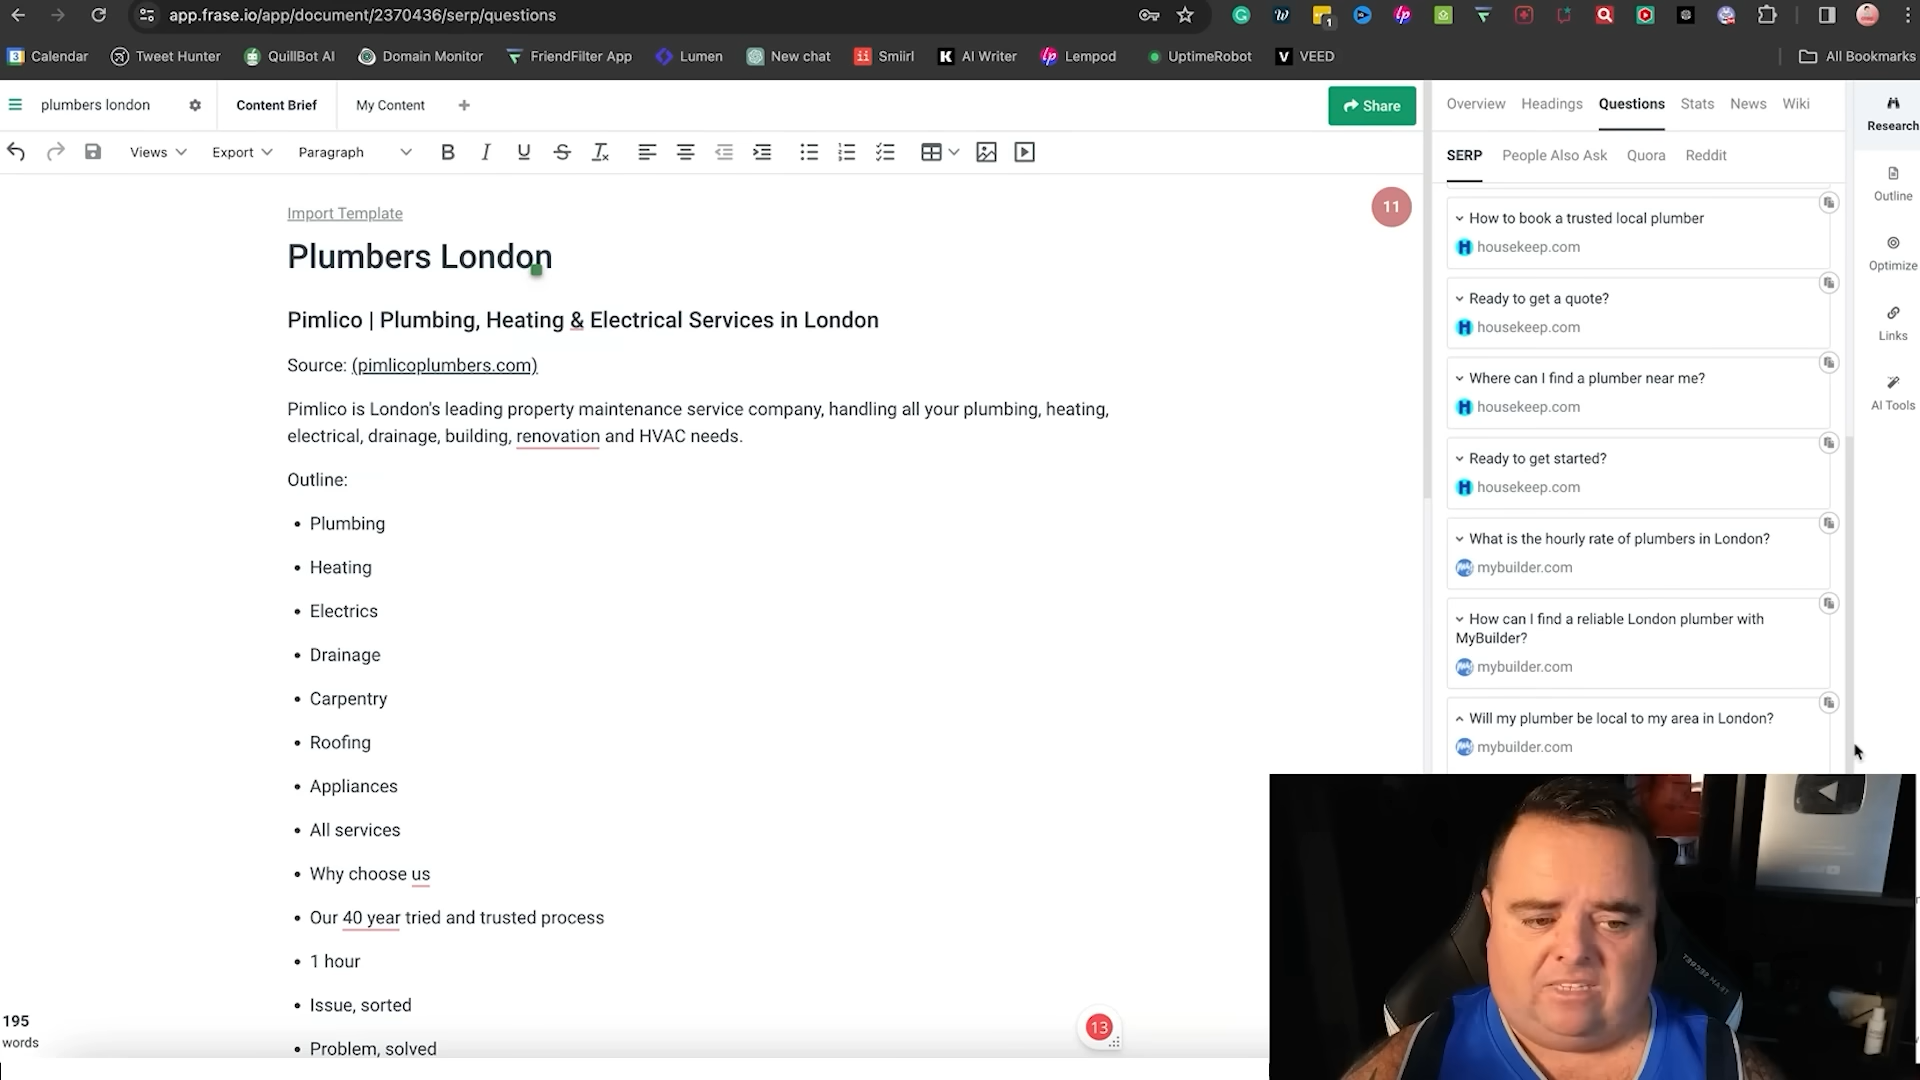 app.frase.io/app/document/2370436/serp/questions
1
Calendar
Tweet Hunter
QuillBot AI
Domain Monitor
FriendFilter App
Lumen
New chat
Smiirl
AI Writer
Lempod
UptimeRobot
VEED
All Bookmarks
plumbers london
Content Brief
My Content
Share
Overview
Headings
Questions
Stats
News
Wiki
Research
Views
Export
Paragraph
SERP
People Also Ask
Quora
Reddit
Outline
Optimize
Links
AI Tools
Import Template
11
Plumbers London
Pimlico | Plumbing, Heating & Electrical Services in London
Source: (pimlicoplumbers.com)
Pimlico is London's leading property maintenance service company, handling all your plumbing, heating,
electrical, drainage, building, renovation and HVAC needs.
Outline:
• Plumbing
• Heating
• Electrics
• Drainage
• Carpentry
• Roofing
• Appliances
• All services
• Why choose us
• Our 40 year tried and trusted process
• 1 hour
• Issue, sorted
• Problem, solved
195
words
13
How to book a trusted local plumber
housekeep.com
Ready to get a quote?
housekeep.com
Where can I find a plumber near me?
housekeep.com
Ready to get started?
housekeep.com
What is the hourly rate of plumbers in London?
mybuilder.com
How can I find a reliable London plumber with
MyBuilder?
mybuilder.com
Will my plumber be local to my area in London?
mybuilder.com